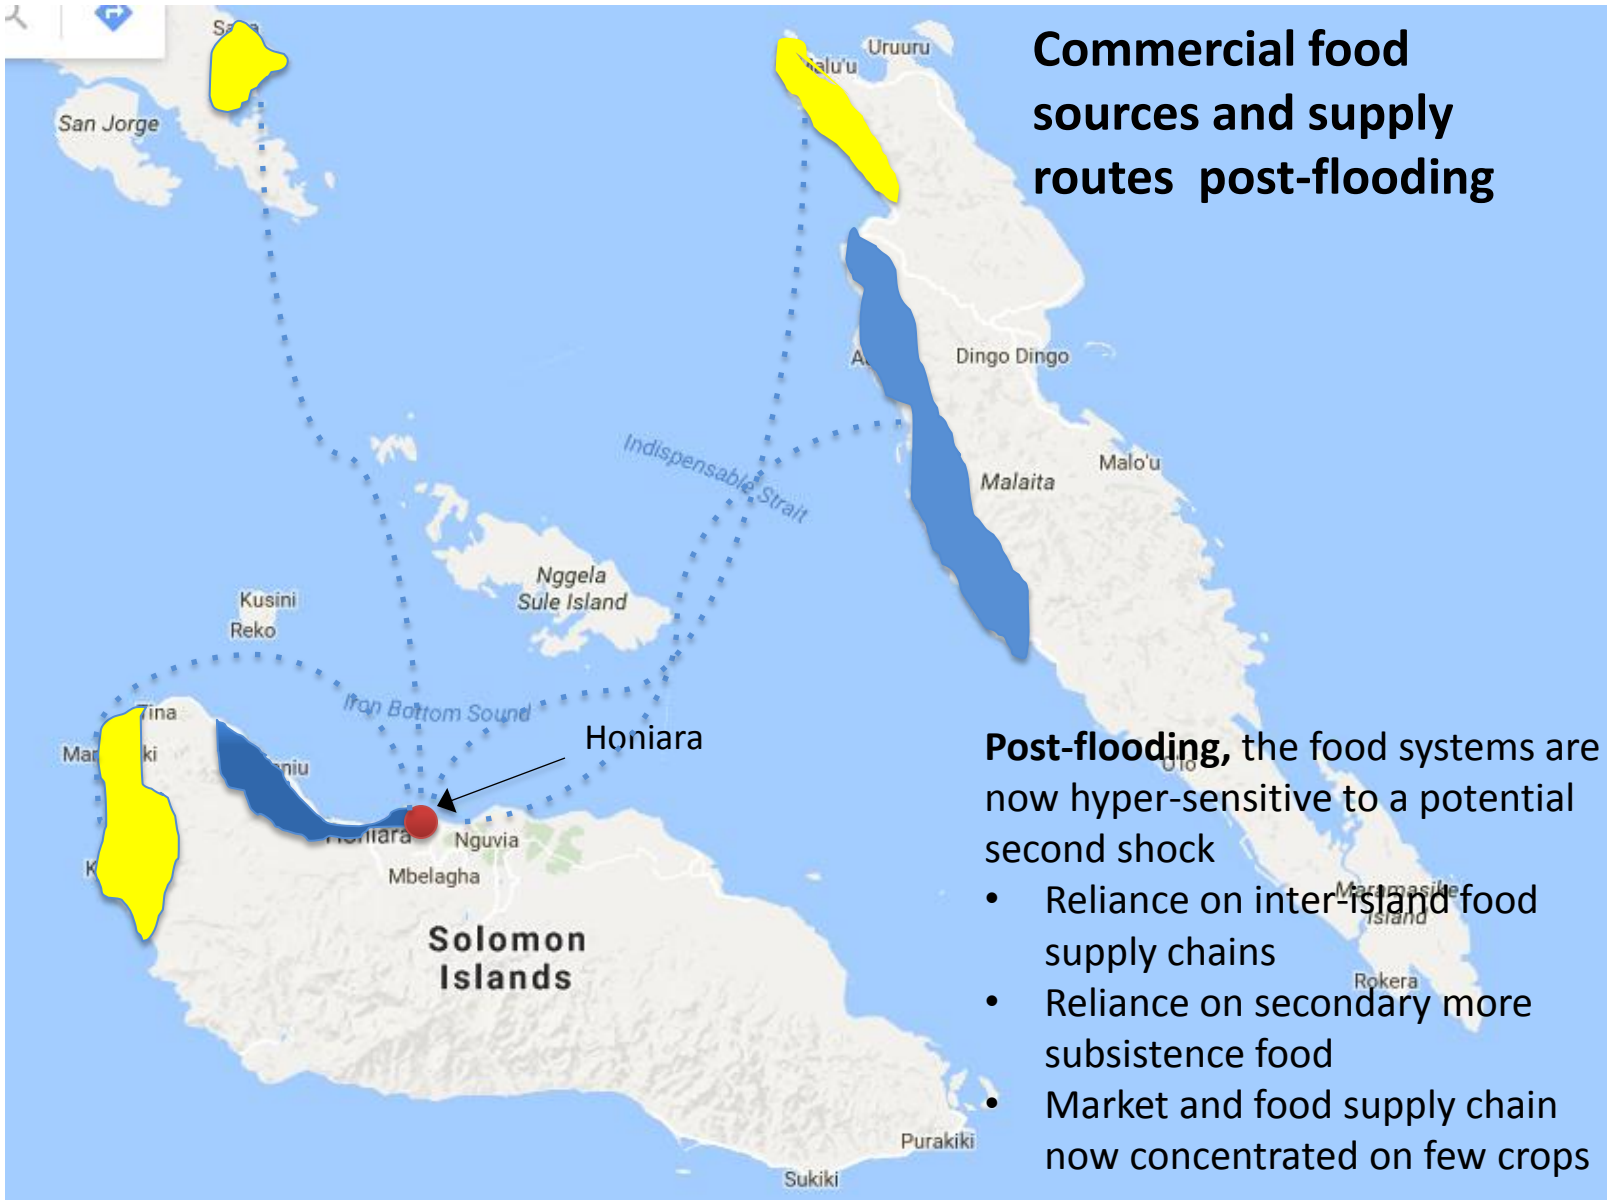 Commercial food
sources and supply
routes post-flooding
Uruuru
San Jorge
Dingo Dingo
Indispensable Strait
Malo'u
Malaita
Nggela
Sule Island
Kusini
Reko
Iron Bottom Sound
Honiara
Honiara
Nguvia
Mbelagha
Solomon
Islands
Post-flooding, the food systems are
now hyper-sensitive to a potential
second shock
• Reliance on inter-island food
supply chains
• Reliance on secondary more
subsistence food
• Market and food supply chain
now concentrated on few crops
Maramasike
Island
Rokera
Purakiki
Sukiki